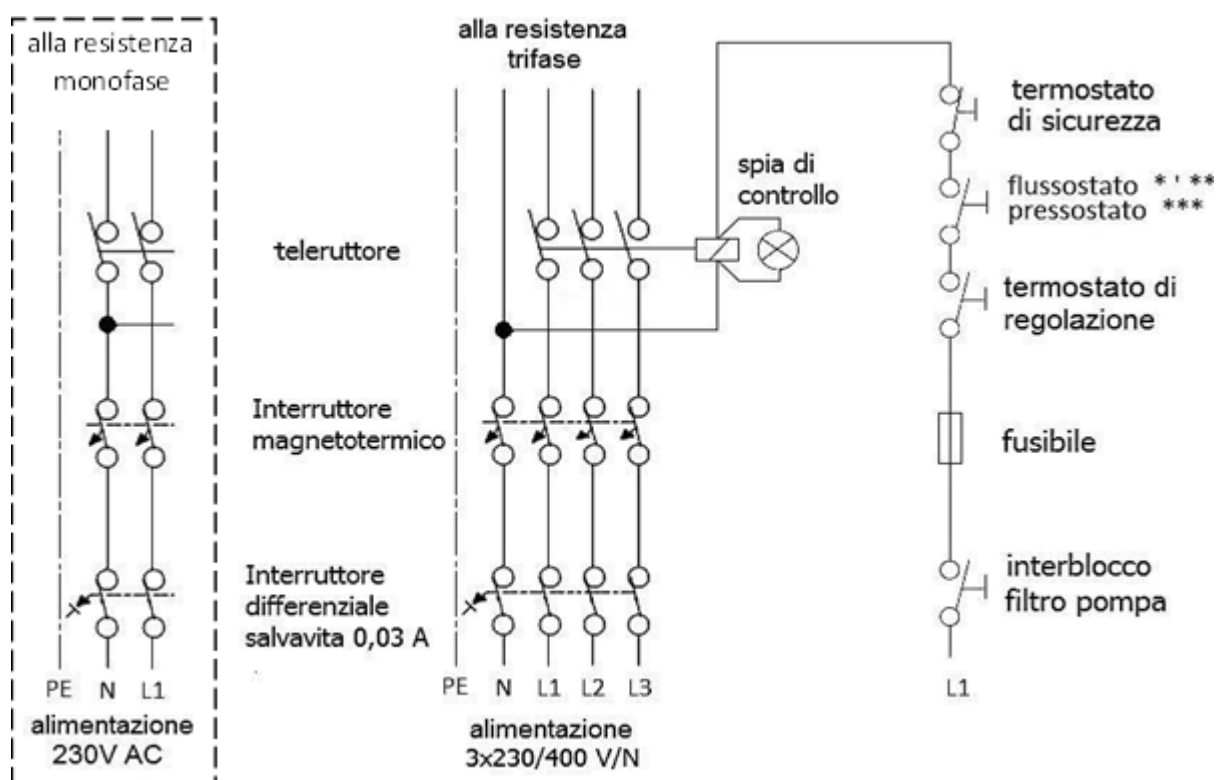 alla resistenza
monofase
PE N L1
alimentazione
230V AC
teleruttore
Interruttore
magnetotermico
Interruttore
differenziale
salvavita 0,03 A
alla resistenza
trifase
spia di
controllo
PE N L1 L2 L3
alimentazione
3x230/400 V/N
termostato
di sicurezza
flussostato * ' **
pressostato ***
termostato di
regolazione
fusibile
interblocco
filtro pompa
L1